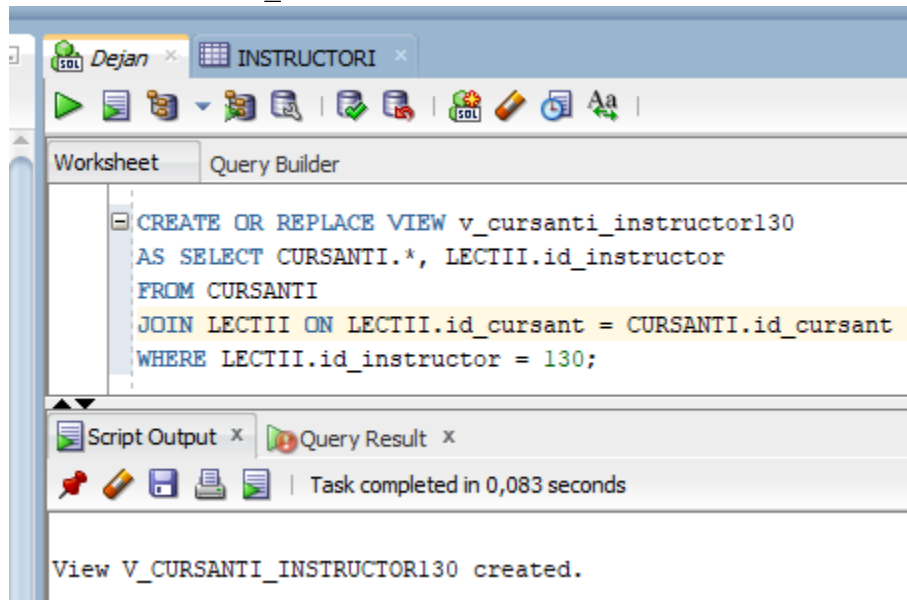 Dejan
INSTRUCTORI
Worksheet Query Builder
CREATE OR REPLACE VIEW v_cursanti_instructor130
AS SELECT CURSANTI.*, LECTII.id_instructor
FROM CURSANTI
JOIN LECTII ON LECTII.id_cursant = CURSANTI.id_cursant
WHERE LECTII.id_instructor = 130;
Script Output x Query Result x
Task completed in 0,083 seconds
View V_CURSANTI_INSTRUCTOR130 created.